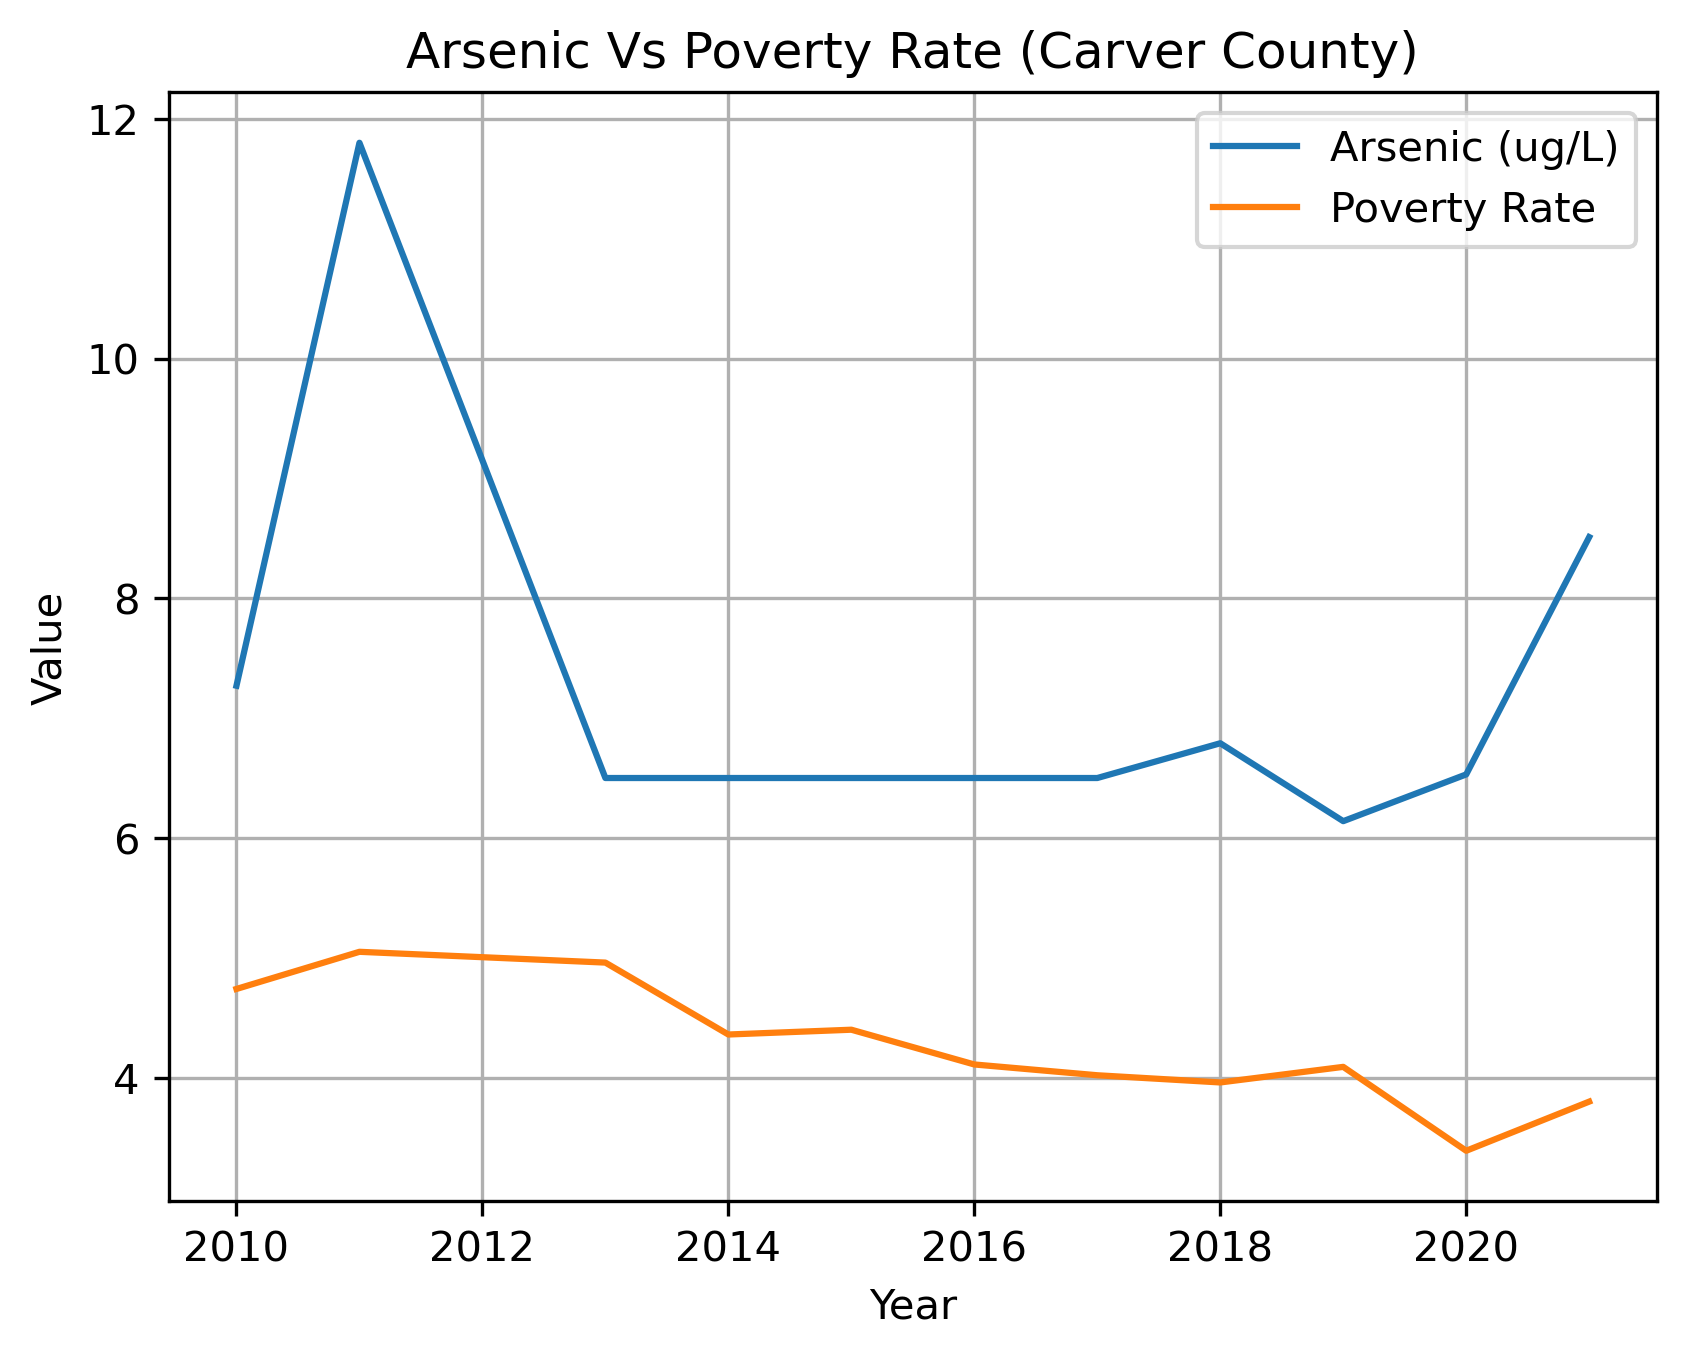 Arsenic Vs Poverty Rate (Carver County)
12
10
8
6
4
Value
Arsenic (ug/L)
Poverty Rate
2010 2012 2014 2016 2018 2020
Year